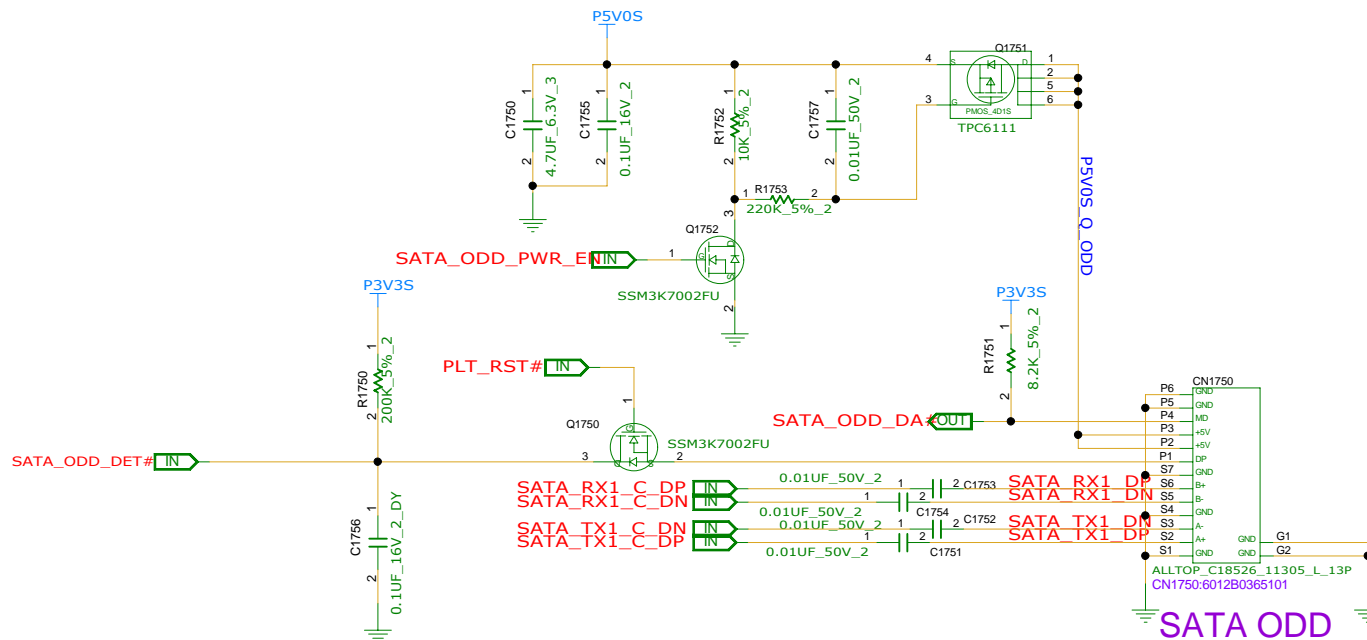 P5V0S
C1750
4.7UF_6.3V_3
1
2
C1755
0.1UF_16V_2
1
2
R1752
10K_5%_2
1
2
C1757
0.01UF_50V_2
1
2
Q1751
4
S
D
1
2
5
3
G
6
PMOS_4D1S
TPC6111
1
R1753
2
220K_5%_2
P5V0S_Q_ODD
Q1752
3
D
SATA_ODD_PWR_EN
IN
1
G
S
SSM3K7002FU
2
P3V3S
P3V3S
R1750
200K_5%_2
1
2
R1751
8.2K_5%_2
1
2
PLT_RST#
IN
1
Q1750
G
SSM3K7002FU
SATA_ODD_DA#
OUT
SATA_ODD_DET#
IN
3
D
S
2
CN1750
P6
GND
P5
GND
P4
MD
P3
+5V
P2
+5V
P1
DP
S7
GND
S6
B+
S5
B-
S4
GND
S3
A-
S2
A+
S1
GND
GND
G1
GND
G2
SATA_RX1_C_DP
IN
0.01UF_50V_2
1
2
C1753
SATA_RX1_DP
SATA_RX1_C_DN
IN
0.01UF_50V_2
1
2
C1754
SATA_RX1_DN
SATA_TX1_C_DN
IN
0.01UF_50V_2
1
2
C1752
SATA_TX1_DN
SATA_TX1_C_DP
IN
0.01UF_50V_2
1
2
C1751
SATA_TX1_DP
C1756
0.1UF_16V_2_DY
1
2
ALLTOP_C18526_11305_L_13P
CN1750:6012B0365101
SATA ODD